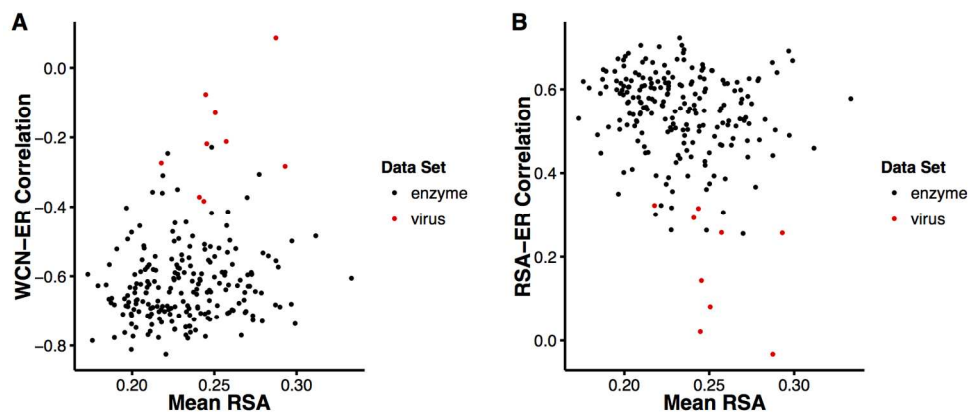 A
WCN−ER Correlation
0.0
−0.2
−0.4
−0.6
−0.8
0.20 0.25 0.30
Mean RSA
Data Set
enzyme
virus
B
RSA−ER Correlation
0.6
0.4
0.2
0.0
0.20 0.25 0.30
Mean RSA
Data Set
enzyme
virus